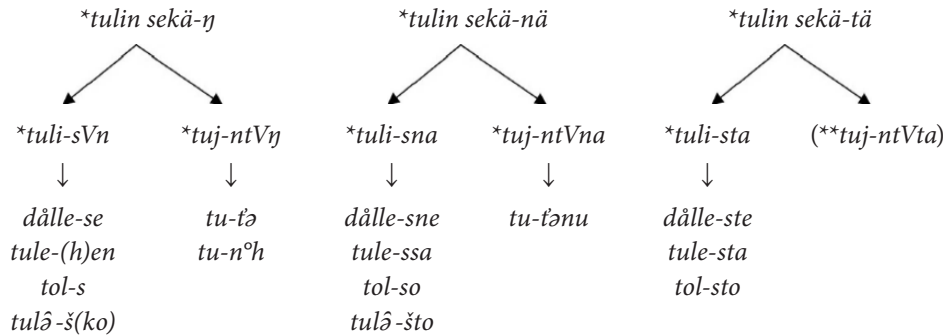 *tulin sekä-ŋ *tulin sekä-nä *tulin sekä-tä
*tuli-sVn *tuj-ntVŋ *tuli-sna *tuj-ntVna *tuli-sta (**tuj-ntVta)
↓ ↓ ↓ ↓ ↓
dålle-se tu-t́ə dålle-sne tu-t́ənu dålle-ste
tule-(h)en tu-n°h tule-ssa tule-sta
tol-s tol-so tol-sto
tulə̑-š(ko) tulə̑-što